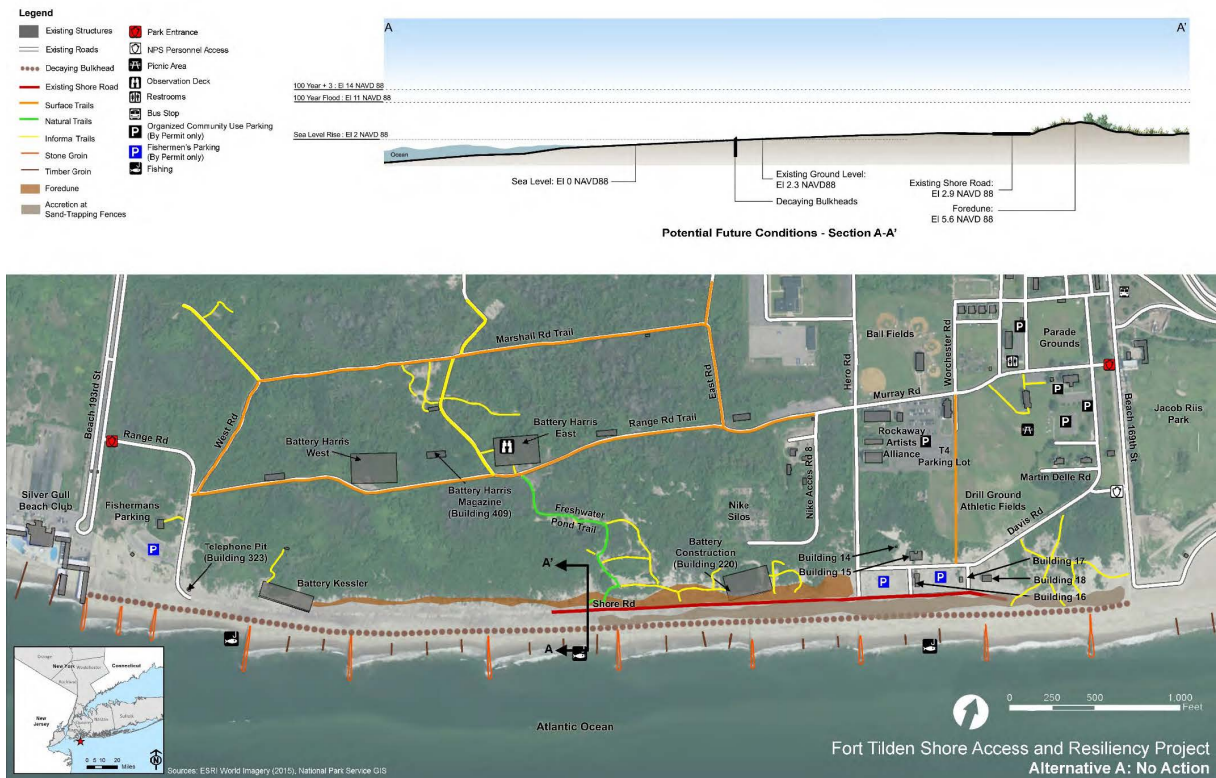 Legend
Existing Structures
Existing Roads
Decaying Bulkhead
Existing Shore Road
Surface Trails
Natural Trails
Informa Trails
Stone Groin
Timber Groin
Foredune
Accretion at
Sand-Trapping Fences
Park Entrance
NPS Personnel Access
Picnic Area
Observation Deck
Restrooms
Bus Stop
P
Organized Community Use Parking
(By Permit only)
P
Fishermen's Parking
(By Permit only)
Fishing
A
A'
100 Year + 3 : El 14 NAVD 88
100 Year Flood : El 11 NAVD 88
Sea Level Rise : El 2 NAVD 88
Ocean
Sea Level: El 0 NAVD88
Existing Ground Level:
El 2.3 NAVD88
Decaying Bulkheads
Existing Shore Road:
El 2.9 NAVD 88
Foredune:
El 5.6 NAVD 88
Potential Future Conditions - Section A-A'
Beach 193rd St.
Range Rd
West Rd
Marshall Rd Trail
East Rd
Range Rd Trail
Hero Rd
Ball Fields
Worchester Rd
P
Parade
Grounds
Murray Rd
Beach 169th St.
Jacob Riis
Park
Battery Harris
West
Battery Harris
East
Battery Harris
Magazine
(Building 409)
Rockaway
Artists
Alliance
P
T4
Parking Lot
P
P
P
Martin Delle Rd
Silver Gull
Beach Club
Fishermans
Parking
P
Telephone Pit
(Building 323)
Battery Kessler
Freshwater
Pond Trail
Nike
Silos
Nike Acces Rd 8
Battery
Construction
(Building 220)
Drill Ground
Athletic Fields
Davis Rd
Building 14
Building 15
Building 17
Building 18
Building 16
P
P
A'
Shore Rd
A
Atlantic Ocean
New York
Connecticut
New
Jersey
0 5 10 20
Miles
N
Sources: ESRI World Imagery (2015), National Park Service GIS
0 250 500 1,000
Feet
Fort Tilden Shore Access and Resiliency Project
Alternative A: No Action